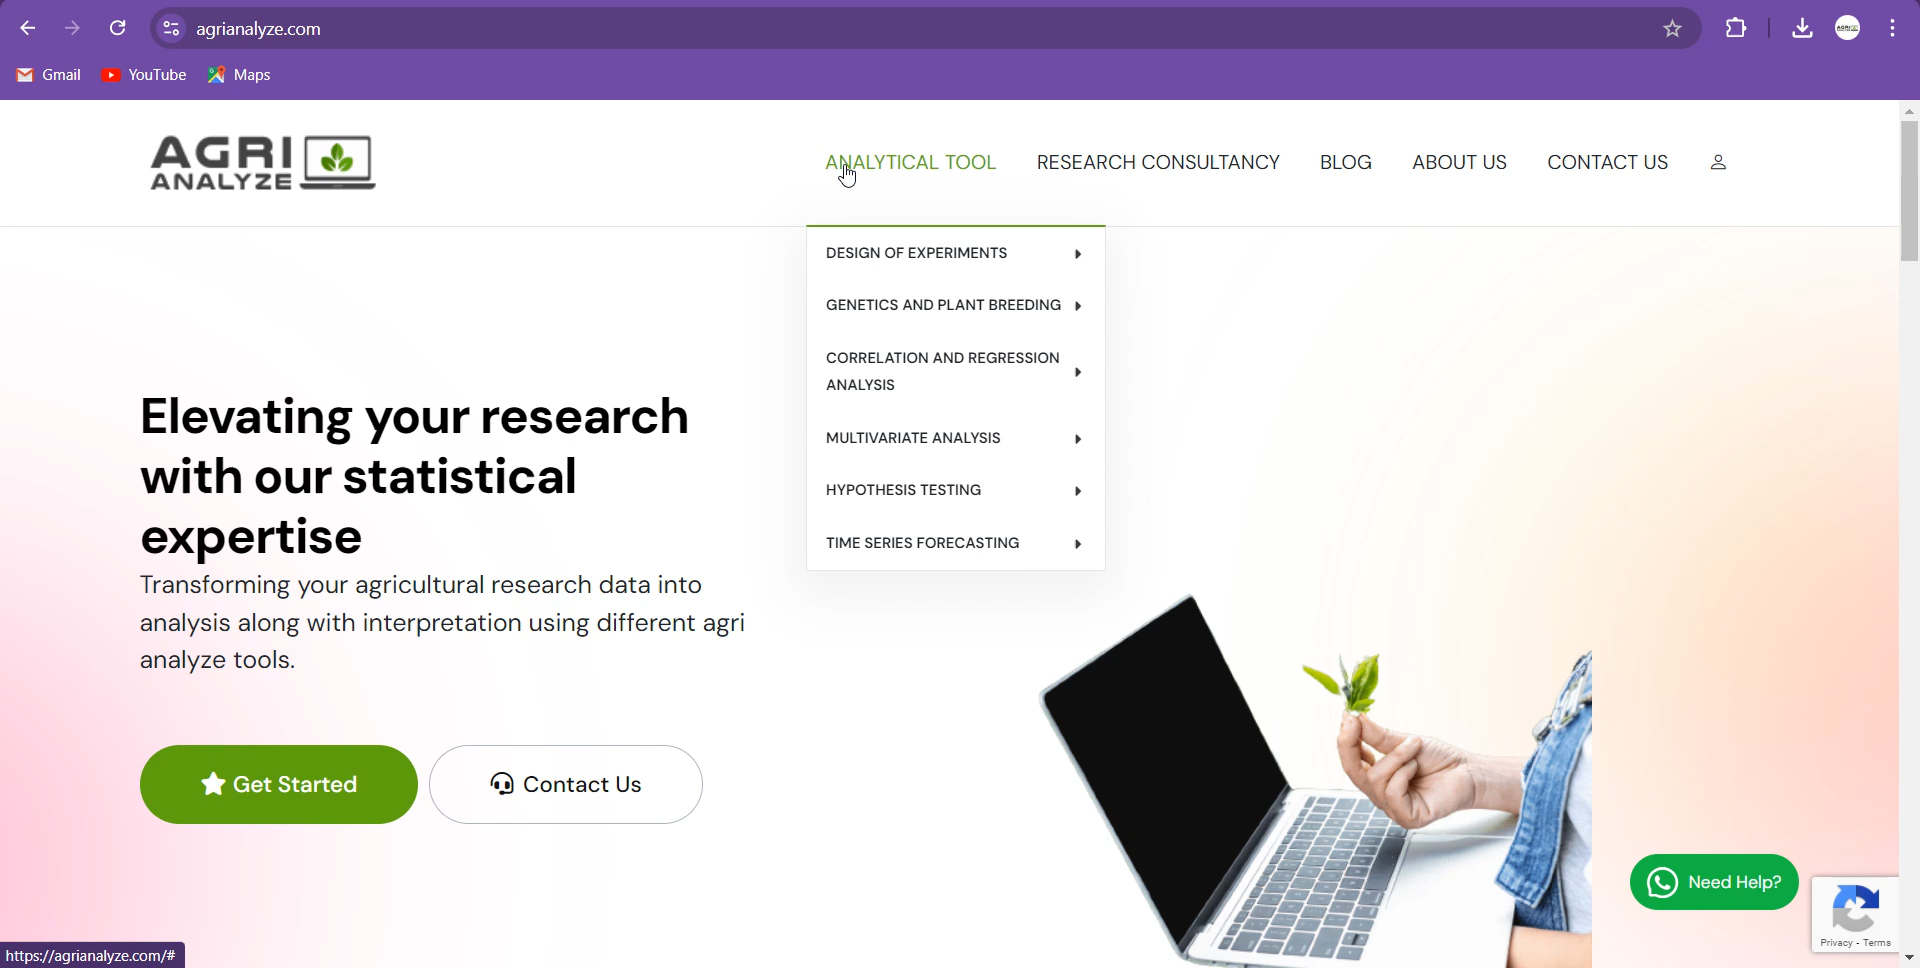 agrianalyze.com
Gmail YouTube Maps
AGRI
ANALYZE
ANALYTICAL TOOL RESEARCH CONSULTANCY BLOG ABOUT US CONTACT US
DESIGN OF EXPERIMENTS
GENETICS AND PLANT BREEDING
CORRELATION AND REGRESSION
ANALYSIS
MULTIVARIATE ANALYSIS
HYPOTHESIS TESTING
TIME SERIES FORECASTING
Elevating your research
with our statistical
expertise
Transforming your agricultural research data into
analysis along with interpretation using different agri
analyze tools.
Get Started Contact Us
Need Help?
Privacy - Terms
https://agrianalyze.com/#